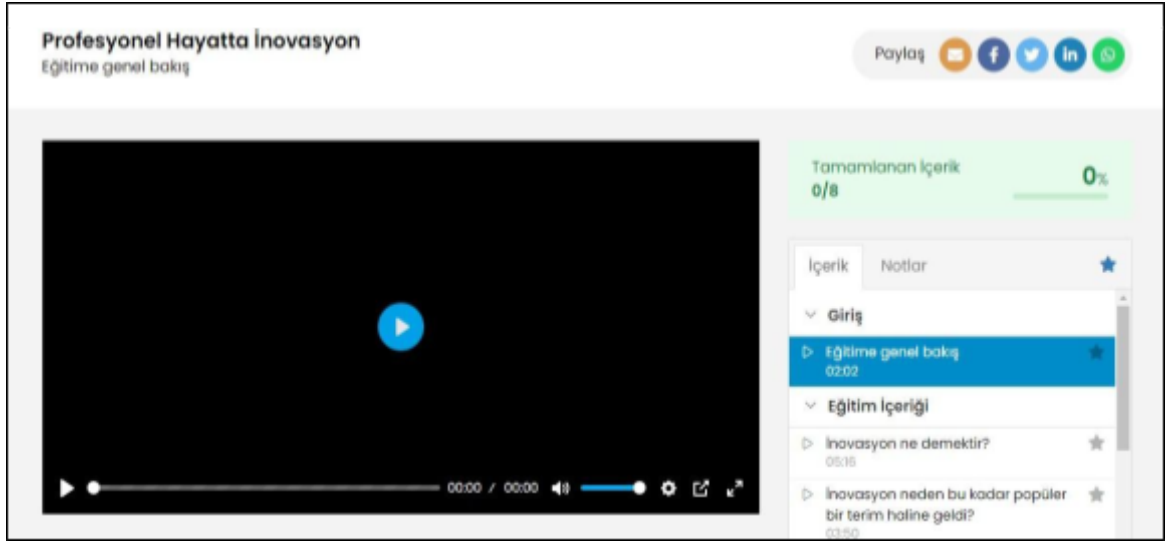 Profesyonel Hayatta İnovasyon
Eğitime genel bakış
Paylaş
00:00 / 00:00
Tamamlanan İçerik
0/8
0%
İçerik
Notlar
Giriş
Eğitime genel bakış
02:02
Eğitim İçeriği
İnovasyon ne demektir?
05:16
İnovasyon neden bu kadar popüler
bir terim haline geldi?
03:50